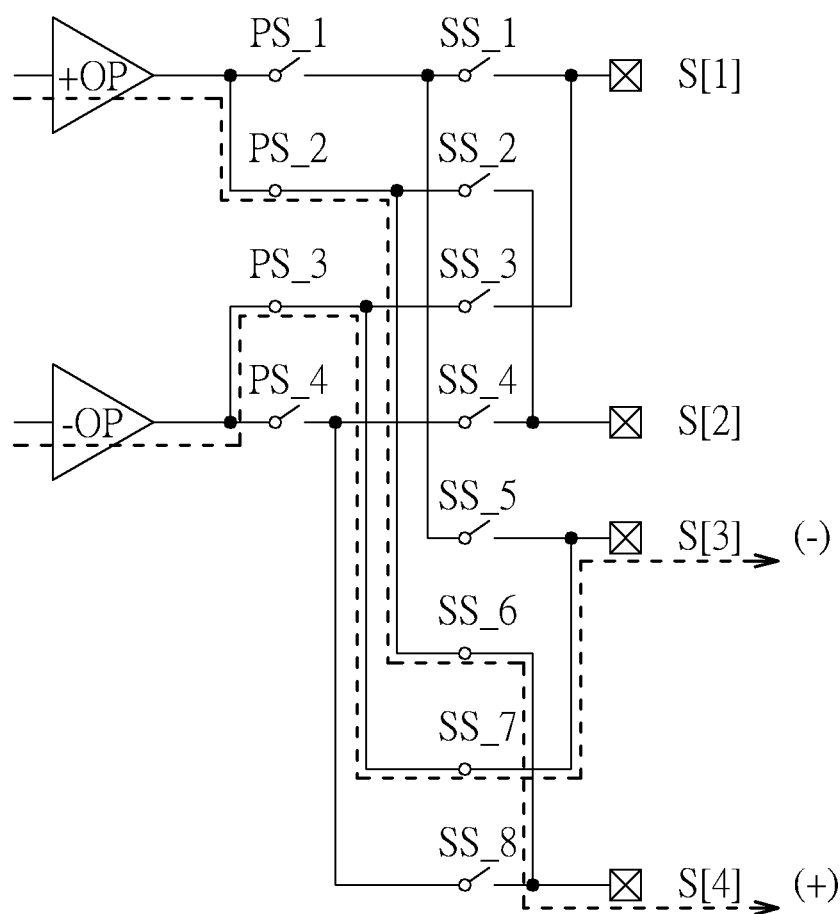 PS_1 SS_1
+OP S[1]
PS_2 SS_2
PS_3 SS_3
PS_4 SS_4
-OP S[2]
SS_5
S[3] (-)
SS_6
SS_7
SS_8
S[4] (+)